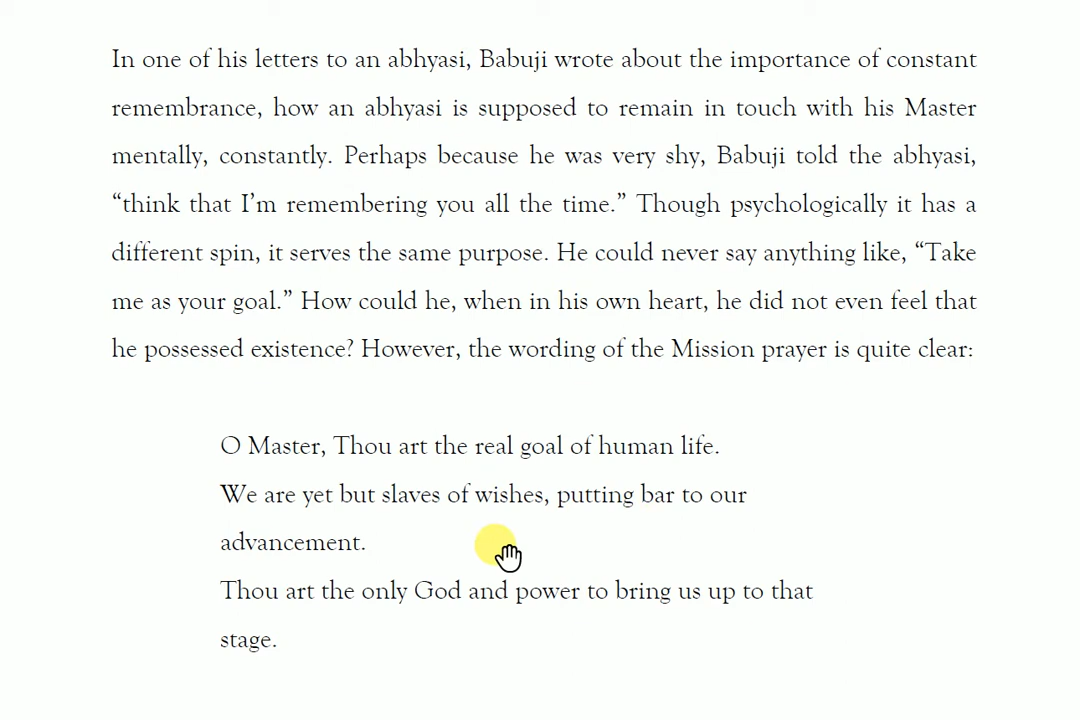 In one of his letters to an abhyasi, Babuji wrote about the importance of constant
remembrance, how an abhyasi is supposed to remain in touch with his Master
mentally, constantly. Perhaps because he was very shy, Babuji told the abhyasi,
“think that I’m remembering you all the time.” Though psychologically it has a
different spin, it serves the same purpose. He could never say anything like, “Take
me as your goal.” How could he, when in his own heart, he did not even feel that
he possessed existence? However, the wording of the Mission prayer is quite clear:
O Master, Thou art the real goal of human life.
We are yet but slaves of wishes, putting bar to our
advancement.
Thou art the only God and power to bring us up to that
stage.